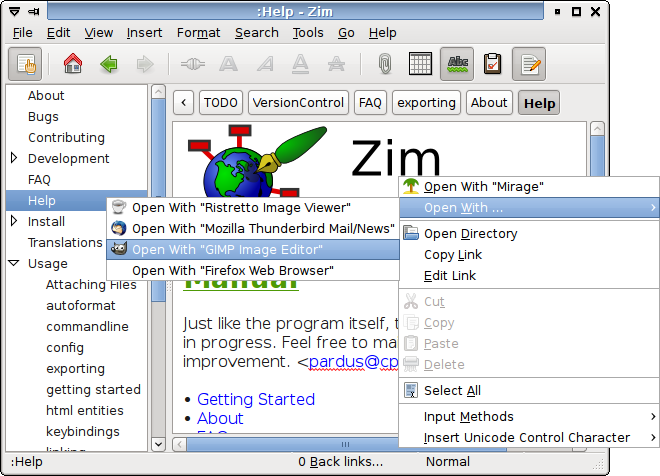 :Help - Zim
File Edit View Insert Format Search Tools Go Help
Abc
TODO VersionControl FAQ exporting About Help
About
Bugs
Contributing
Development
FAQ
Help
Install
Translations
Usage
Attaching Files
autoformat
commandline
config
exporting
getting started
html entities
keybindings
linking
Zim
Open With "Mirage"
Open With ...
Open Directory
Copy Link
Edit Link
Cut
Copy
Paste
Delete
Select All
Input Methods
Insert Unicode Control Character
Open With "Ristretto Image Viewer"
Open With "Mozilla Thunderbird Mail/News"
Open With "GIMP Image Editor"
Open With "Firefox Web Browser"
Manual
Just like the program itself, t
in progress. Feel free to ma
improvement. <pardus@cp
• Getting Started
• About
• FAQ
:Help 0 Back links... Normal